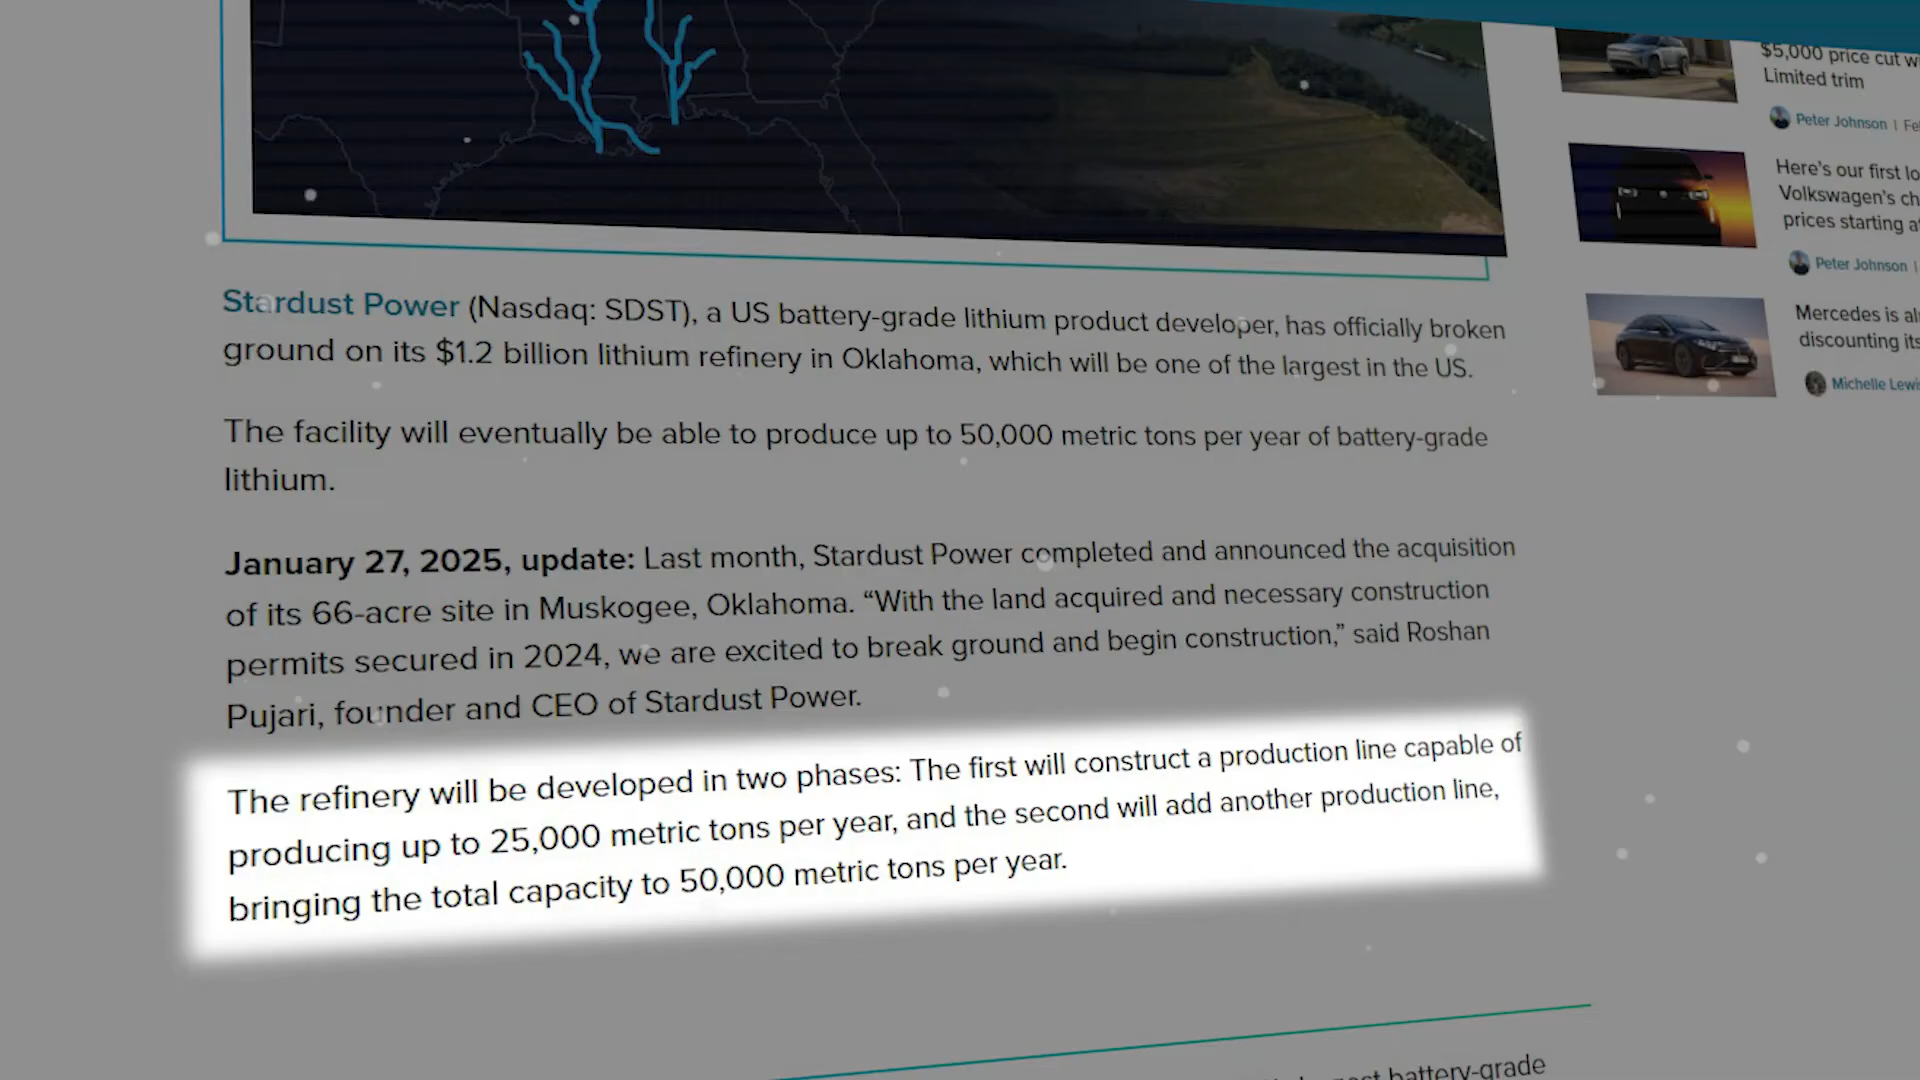 $5,000 price cut
Limited trim
Peter Johnson |
Here's our first
Volkswagen's
prices starting
Peter Johnson |
Mercedes is
discounting its
Michelle
Stardust Power (Nasdaq: SDST), a US battery-grade lithium product developer, has officially broken
ground on its $1.2 billion lithium refinery in Oklahoma, which will be one of the largest in the US.
The facility will eventually be able to produce up to 50,000 metric tons per year of battery-grade
lithium.
January 27, 2025, update: Last month, Stardust Power completed and announced the acquisition
of its 66-acre site in Muskogee, Oklahoma. “With the land acquired and necessary construction
permits secured in 2024, we are excited to break ground and begin construction,” said Roshan
Pujari, founder and CEO of Stardust Power.
The refinery will be developed in two phases: The first will construct a production line capable of
producing up to 25,000 metric tons per year, and the second will add another production line,
bringing the total capacity to 50,000 metric tons per year.
battery-grade